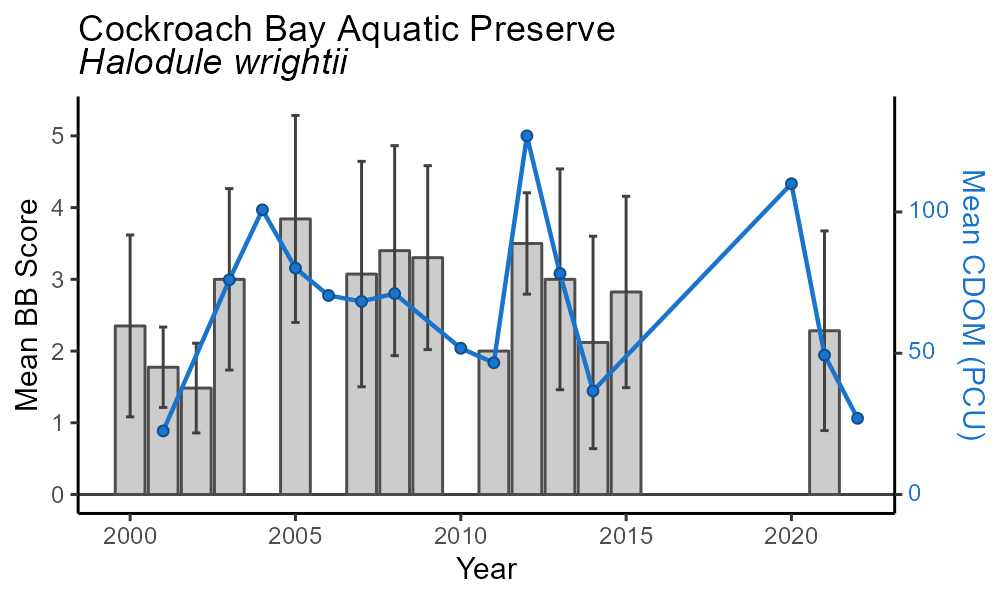 Cockroach Bay Aquatic Preserve
Halodule wrightii
Mean BB Score
5
4
3
2
1
0
100
50
0
Mean CDOM (PCU)
2000
2005
2010
2015
2020
Year